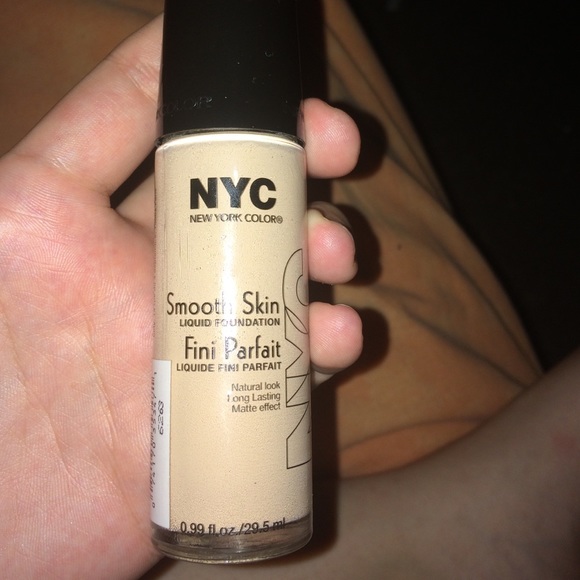 NYC
NEW YORK COLOR®
Smooth Skin
LIQUID FOUNDATION
Fini Parfait
LIQUIDE FINI PARFAIT
Natural look
Long Lasting
Matte effect
NYC
0.99 fl.oz./29.5 ml